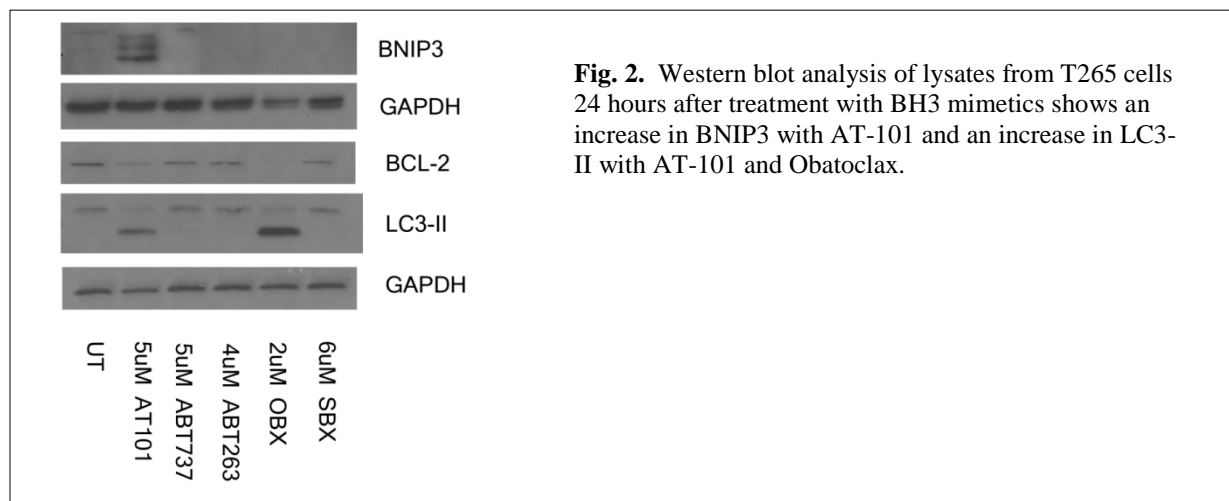 BNIP3
GAPDH
BCL-2
LC3-II
GAPDH
UT
5uM AT101
5uM ABT737
4uM ABT263
2uM OBX
6uM SBX
Fig. 2. Western blot analysis of lysates from T265 cells
24 hours after treatment with BH3 mimetics shows an
increase in BNIP3 with AT-101 and an increase in LC3-
II with AT-101 and Obatoclax.